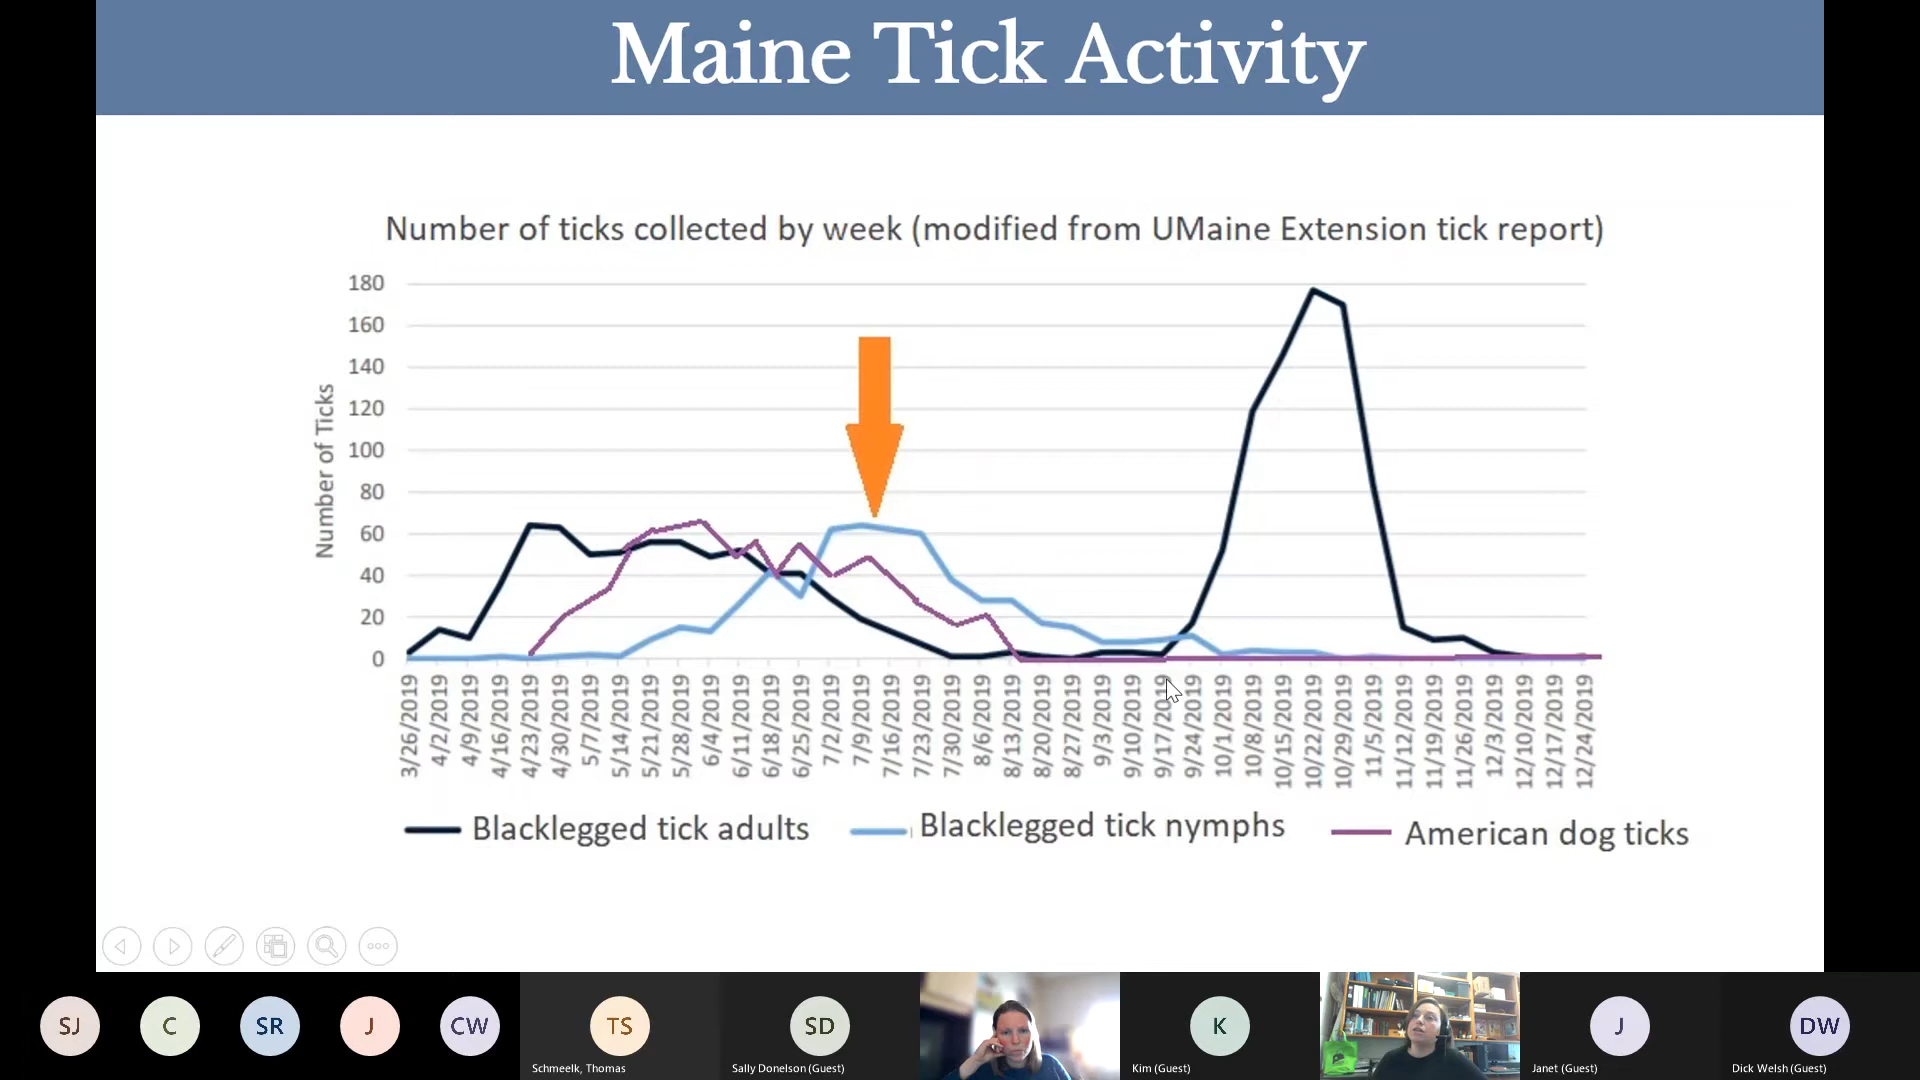 Maine Tick Activity
Number of ticks collected by week (modified from UMaine Extension tick report)
Number of Ticks
180
160
140
120
100
80
60
40
20
0
3/26/2019
4/2/2019
4/9/2019
4/16/2019
4/23/2019
4/30/2019
5/7/2019
5/14/2019
5/21/2019
5/28/2019
6/4/2019
6/11/2019
6/18/2019
6/25/2019
7/2/2019
7/9/2019
7/16/2019
7/23/2019
7/30/2019
8/6/2019
8/13/2019
8/20/2019
8/27/2019
9/3/2019
9/10/2019
9/17/2019
9/24/2019
10/1/2019
10/8/2019
10/15/2019
10/22/2019
10/29/2019
11/5/2019
11/12/2019
11/19/2019
11/26/2019
12/3/2019
12/10/2019
12/17/2019
12/24/2019
Blacklegged tick adults
Blacklegged tick nymphs
American dog ticks
SJ
C
SR
J
CW
TS
SD
K
J
DW
Schmeelk, Thomas
Sally Donelson (Guest)
Kim (Guest)
Janet (Guest)
Dick Welsh (Guest)